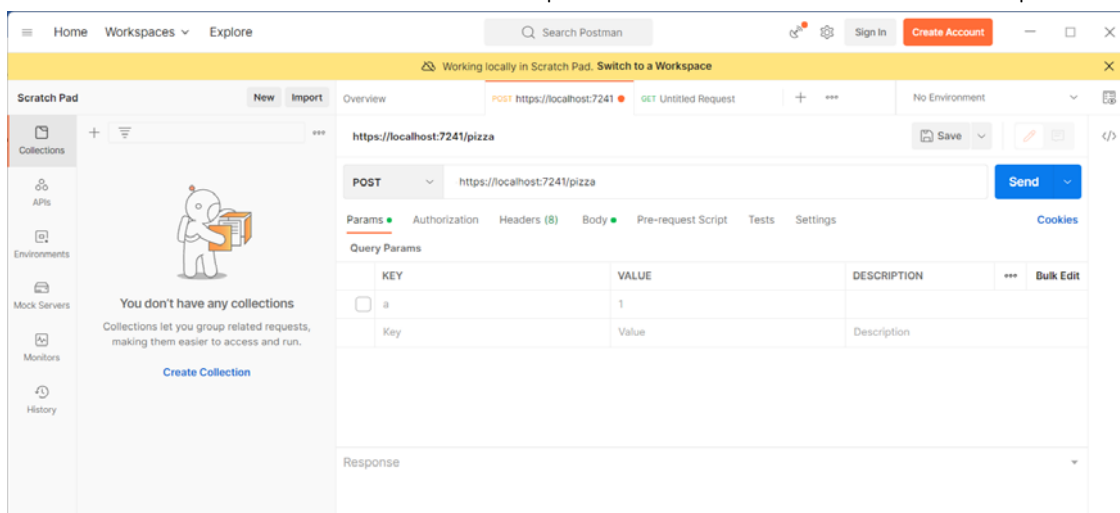 Home Workspaces Explore Search Postman Sign In Create Account
Working locally in Scratch Pad. Switch to a Workspace
Scratch Pad New Import Overview POST https://localhost:7241 GET Untitled Request No Environment
Collections
https://localhost:7241/pizza Save
APIs
POST https://localhost:7241/pizza Send
Params Authorization Headers (8) Body Pre-request Script Tests Settings Cookies
Environments
Query Params
KEY VALUE DESCRIPTION Bulk Edit
Mock Servers
You don't have any collections
a 1
Collections let you group related requests,
making them easier to access and run.
Key Value Description
Monitors
Create Collection
History
Response